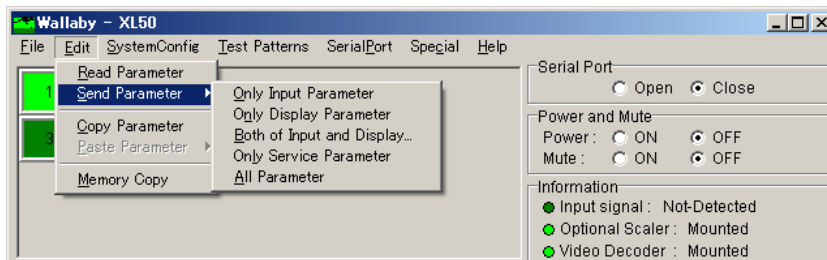 Wallaby - XL50
File Edit SystemConfig Test Patterns SerialPort Special Help
1
3
Read Parameter
Send Parameter
Copy Parameter
Paste Parameter
Memory Copy
Only Input Parameter
Only Display Parameter
Both of Input and Display...
Only Service Parameter
All Parameter
Serial Port
Open Close
Power and Mute
Power : ON OFF
Mute : ON OFF
Information
Input signal : Not-Detected
Optional Scaler : Mounted
Video Decoder : Mounted